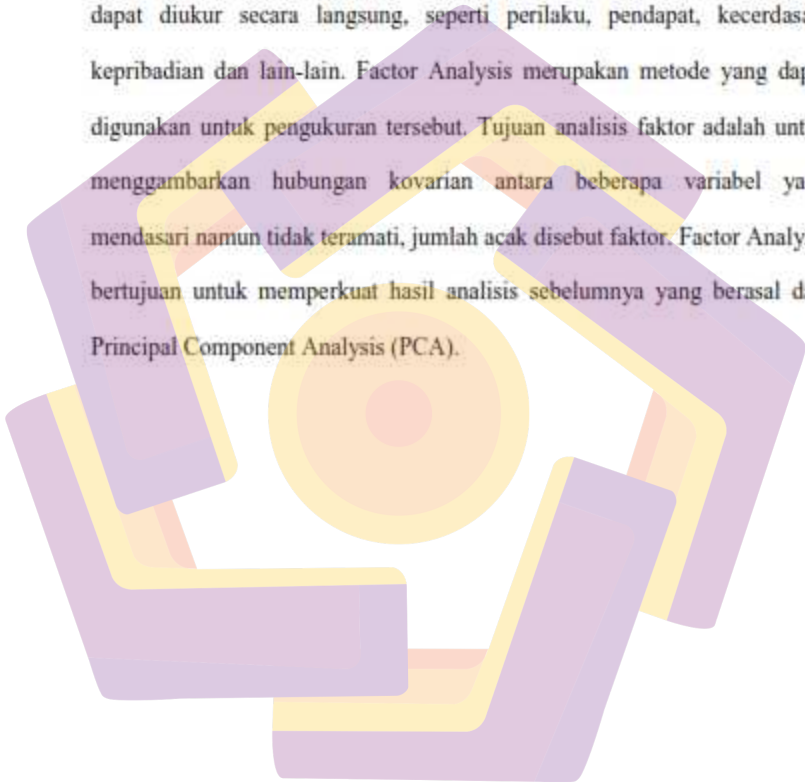 dapat diukur secara langsung, seperti perilaku, pendapat, kecerdasa
kepribadian dan lain-lain. Factor Analysis merupakan metode yang dap
digunakan untuk pengukuran tersebut. Tujuan analisis faktor adalah unt
menggambarkan hubungan kovarian antara beberapa variabel ya
mendasari namun tidak teramati, jumlah acak disebut faktor. Factor Analy
bertujuan untuk memperkuat hasil analisis sebelumnya yang berasal da
Principal Component Analysis (PCA).